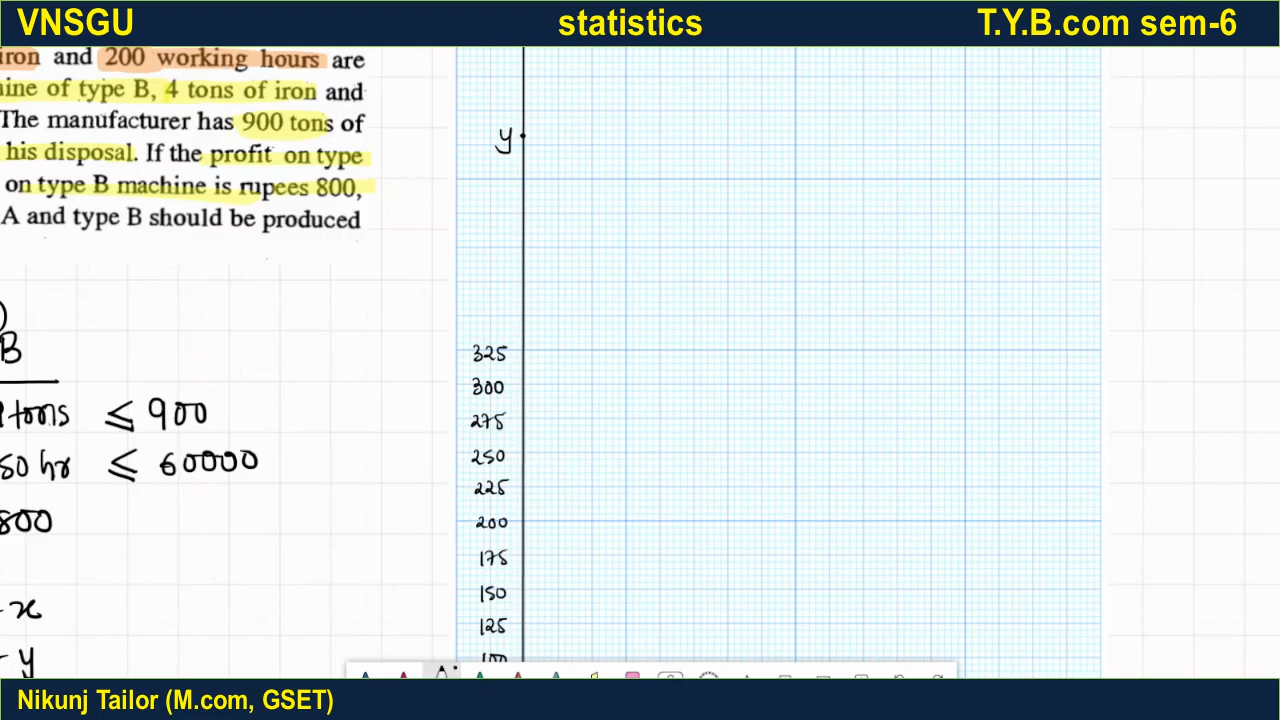 VNSGU statistics T.Y.B.com sem-6
iron and 200 working hours are
ine of type B, 4 tons of iron and
The manufacturer has 900 tons of
his disposal. If the profit on type
on type B machine is rupees 800,
A and type B should be produced
B
tons ≤ 900
50 hr ≤ 60000
800
- x
- y
y
325
300
275
250
225
200
175
150
125
100
Nikunj Tailor (M.com, GSET)